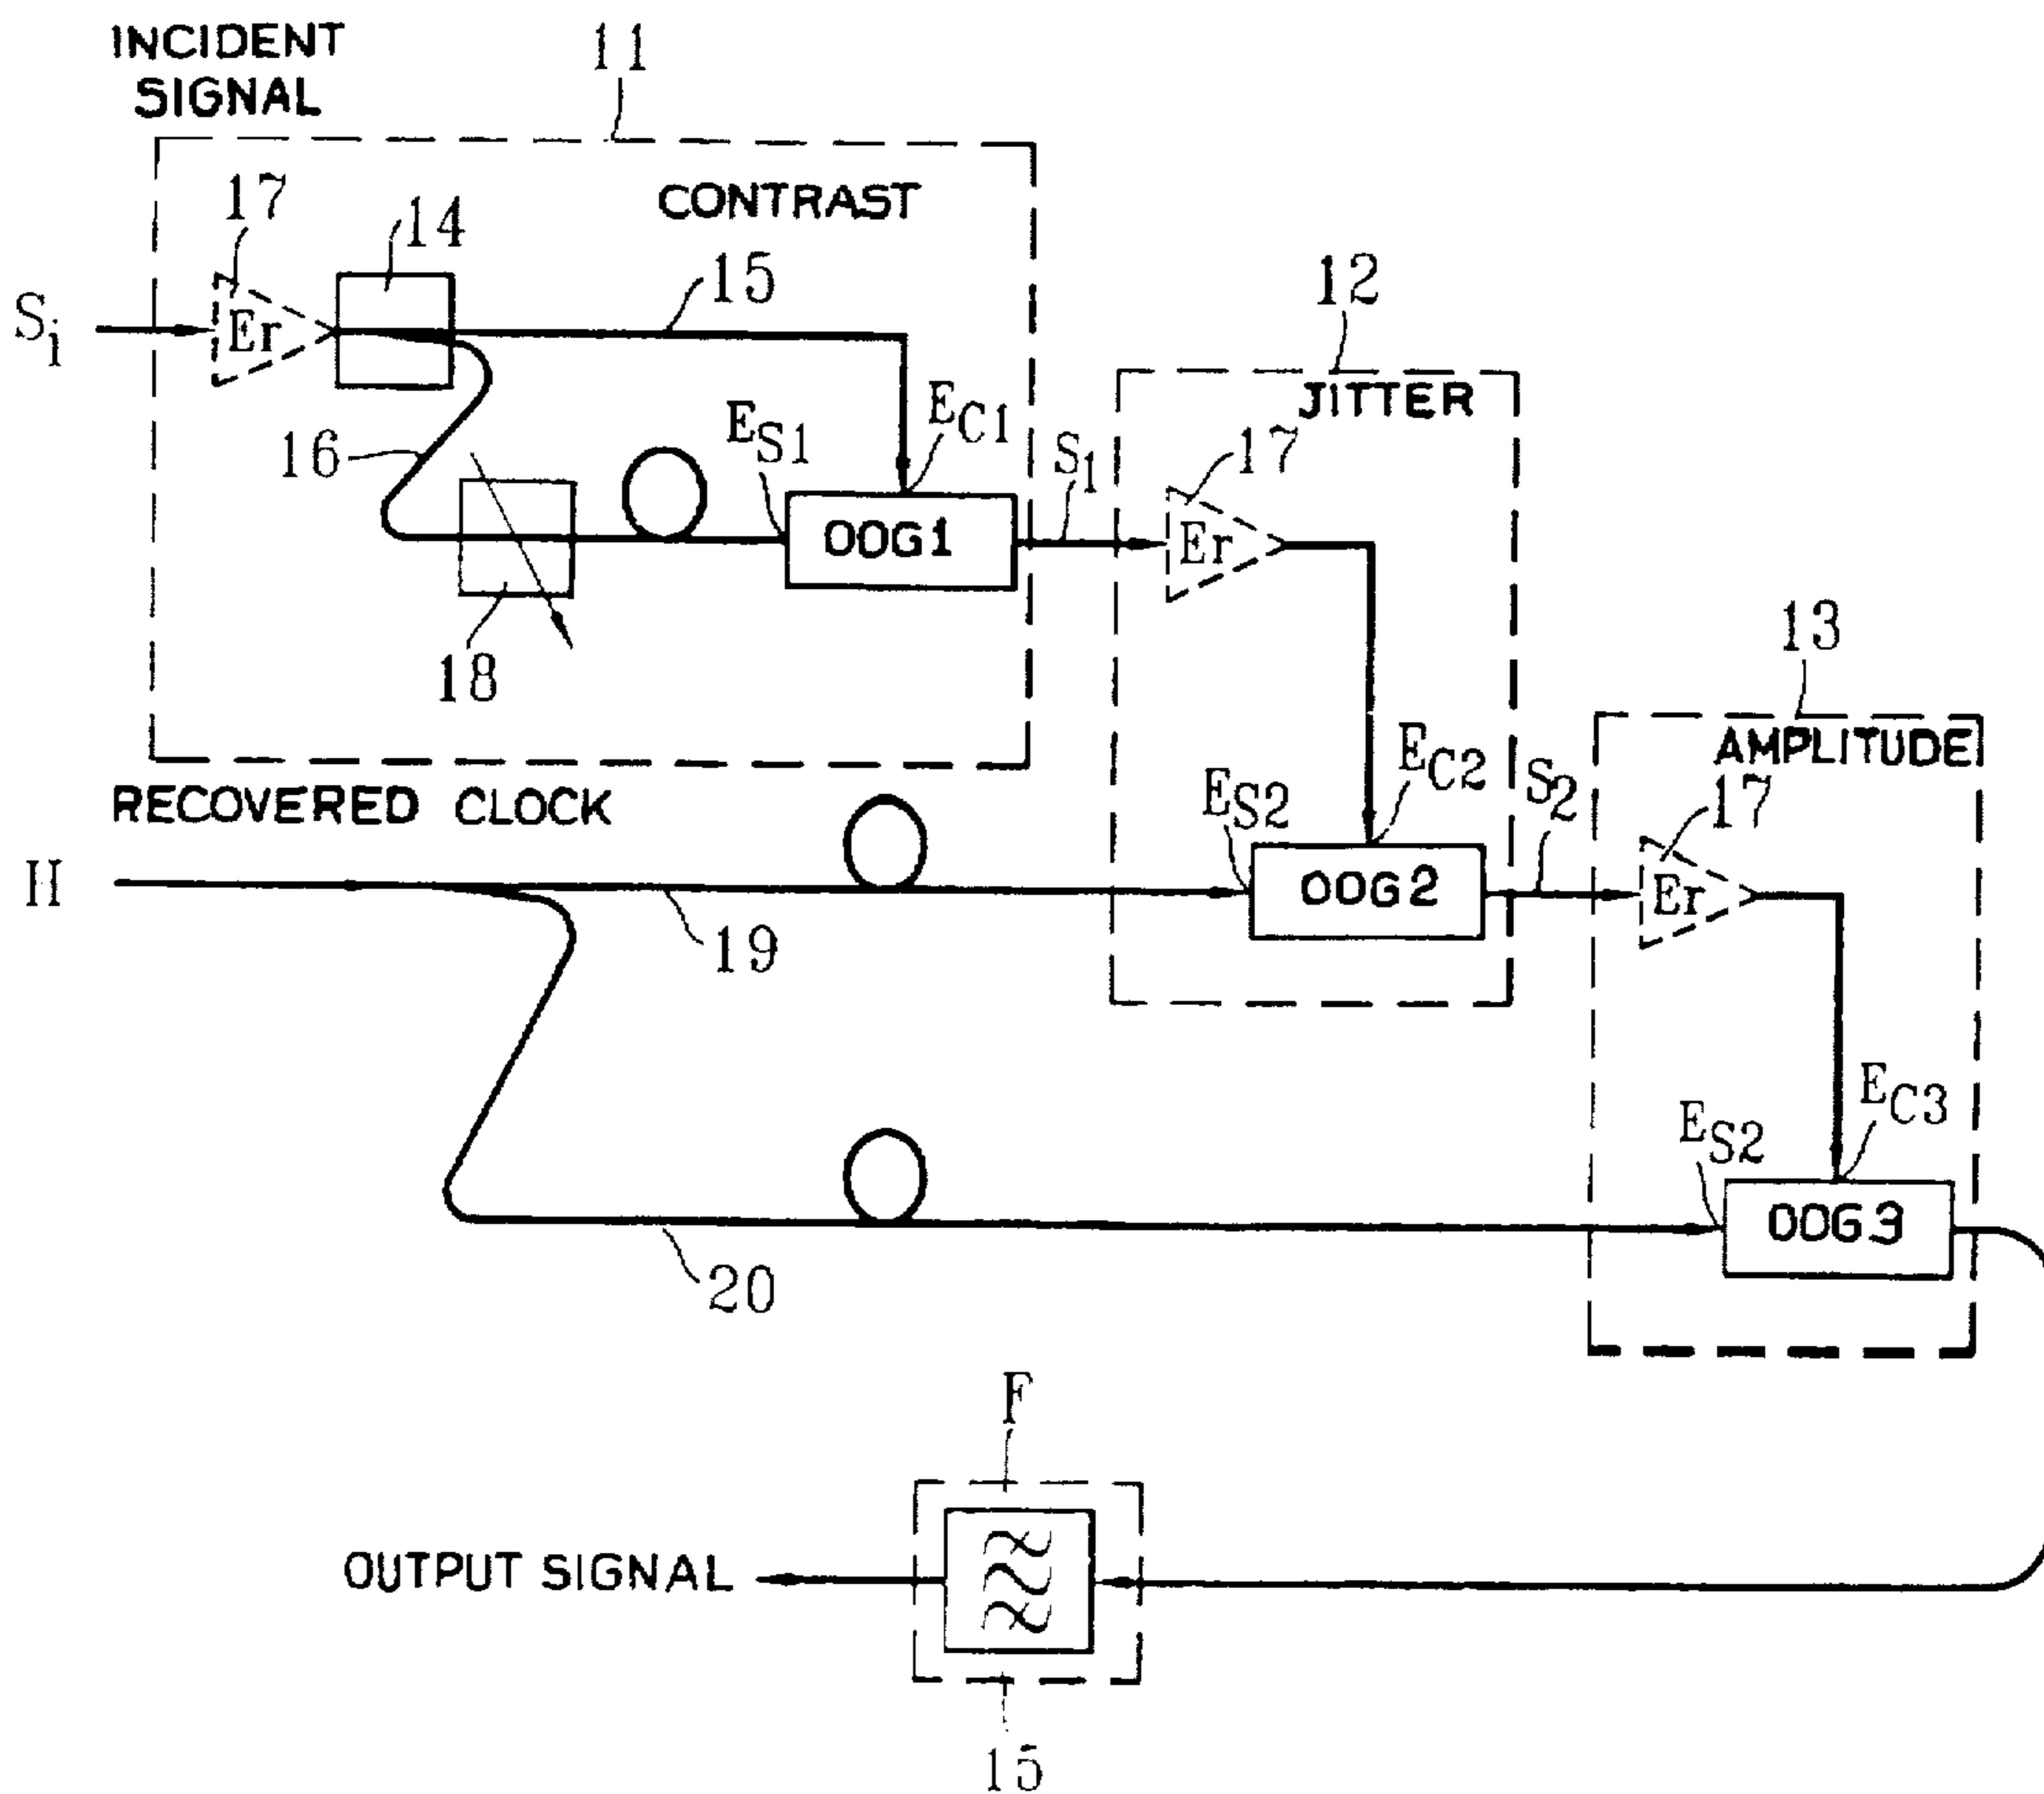 INCIDENT
SIGNAL
11
CONTRAST
17
14
15
12
Si
Er
JITTER
ES1
EC1
16
S1
17
OOG1
Er
18
13
AMPLITUDE
RECOVERED CLOCK
ES2
EC2
S2
17
H
OOG2
Er
19
EC3
ES2
OOG3
20
F
OUTPUT SIGNAL
15